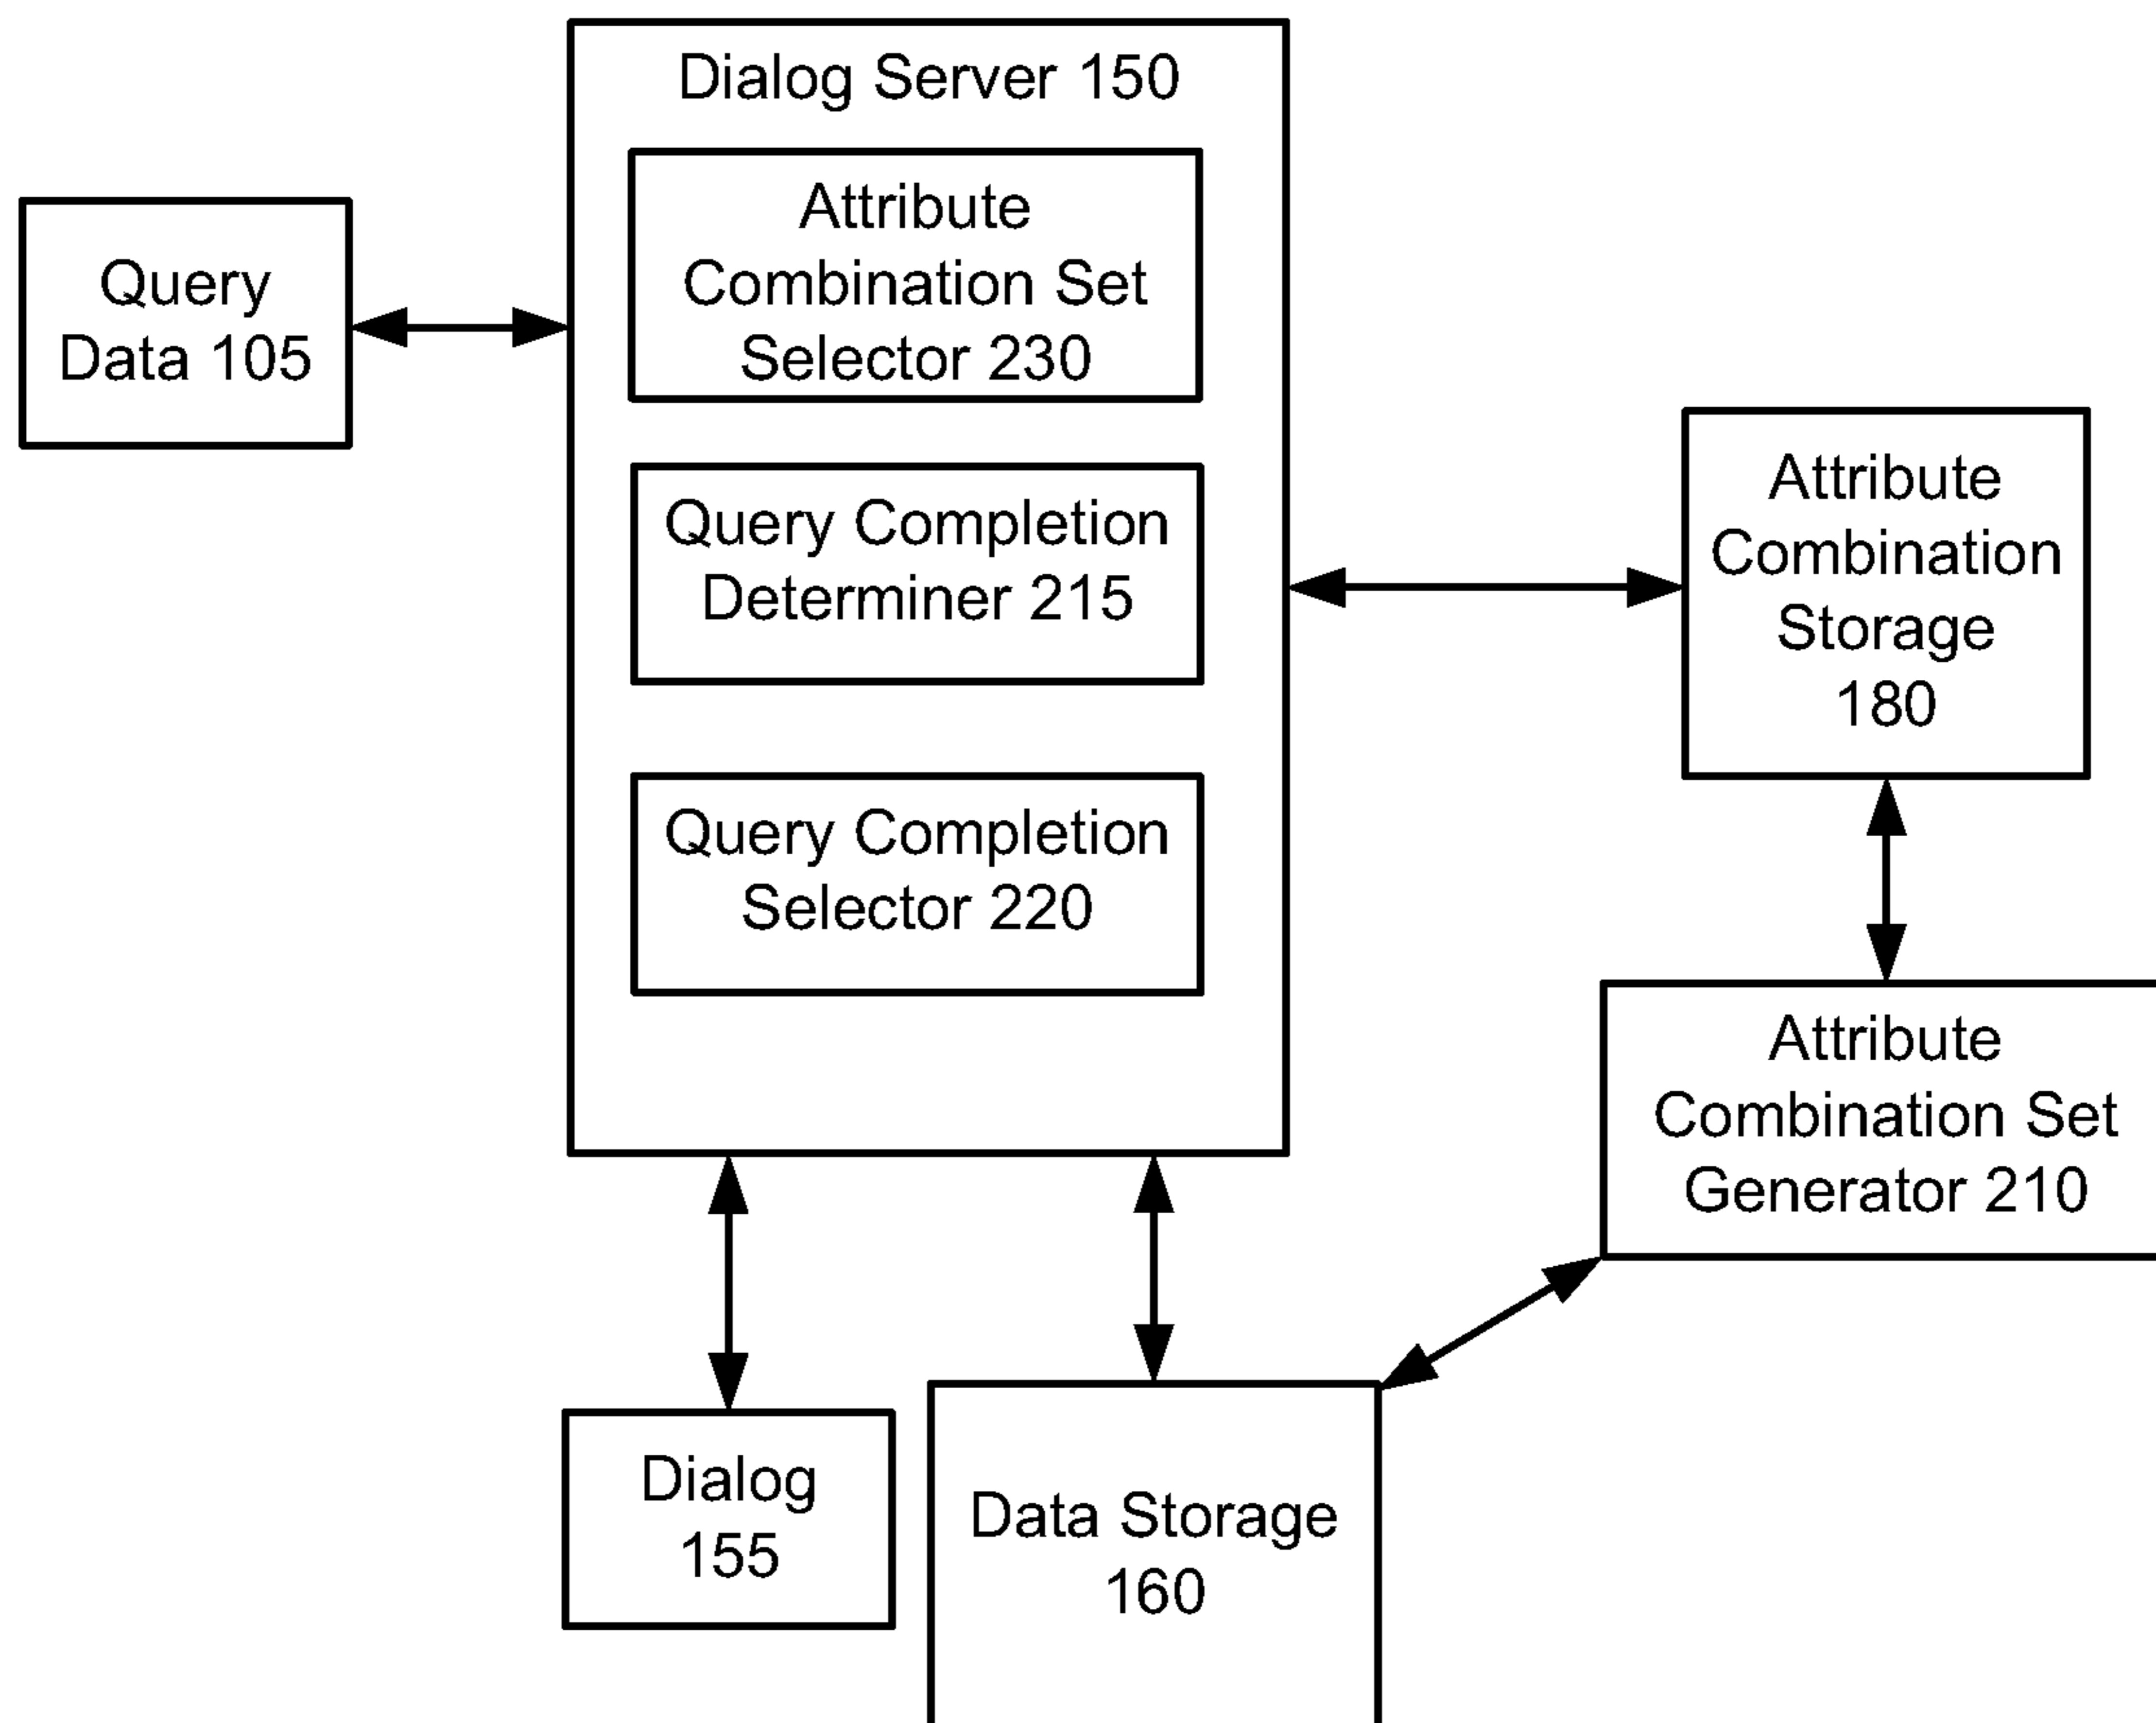 Dialog Server 150
Attribute
Combination Set
Selector 230
Query
Data 105
Query Completion
Determiner 215
Attribute
Combination
Storage
180
Query Completion
Selector 220
Attribute
Combination Set
Generator 210
Dialog
155
Data Storage
160